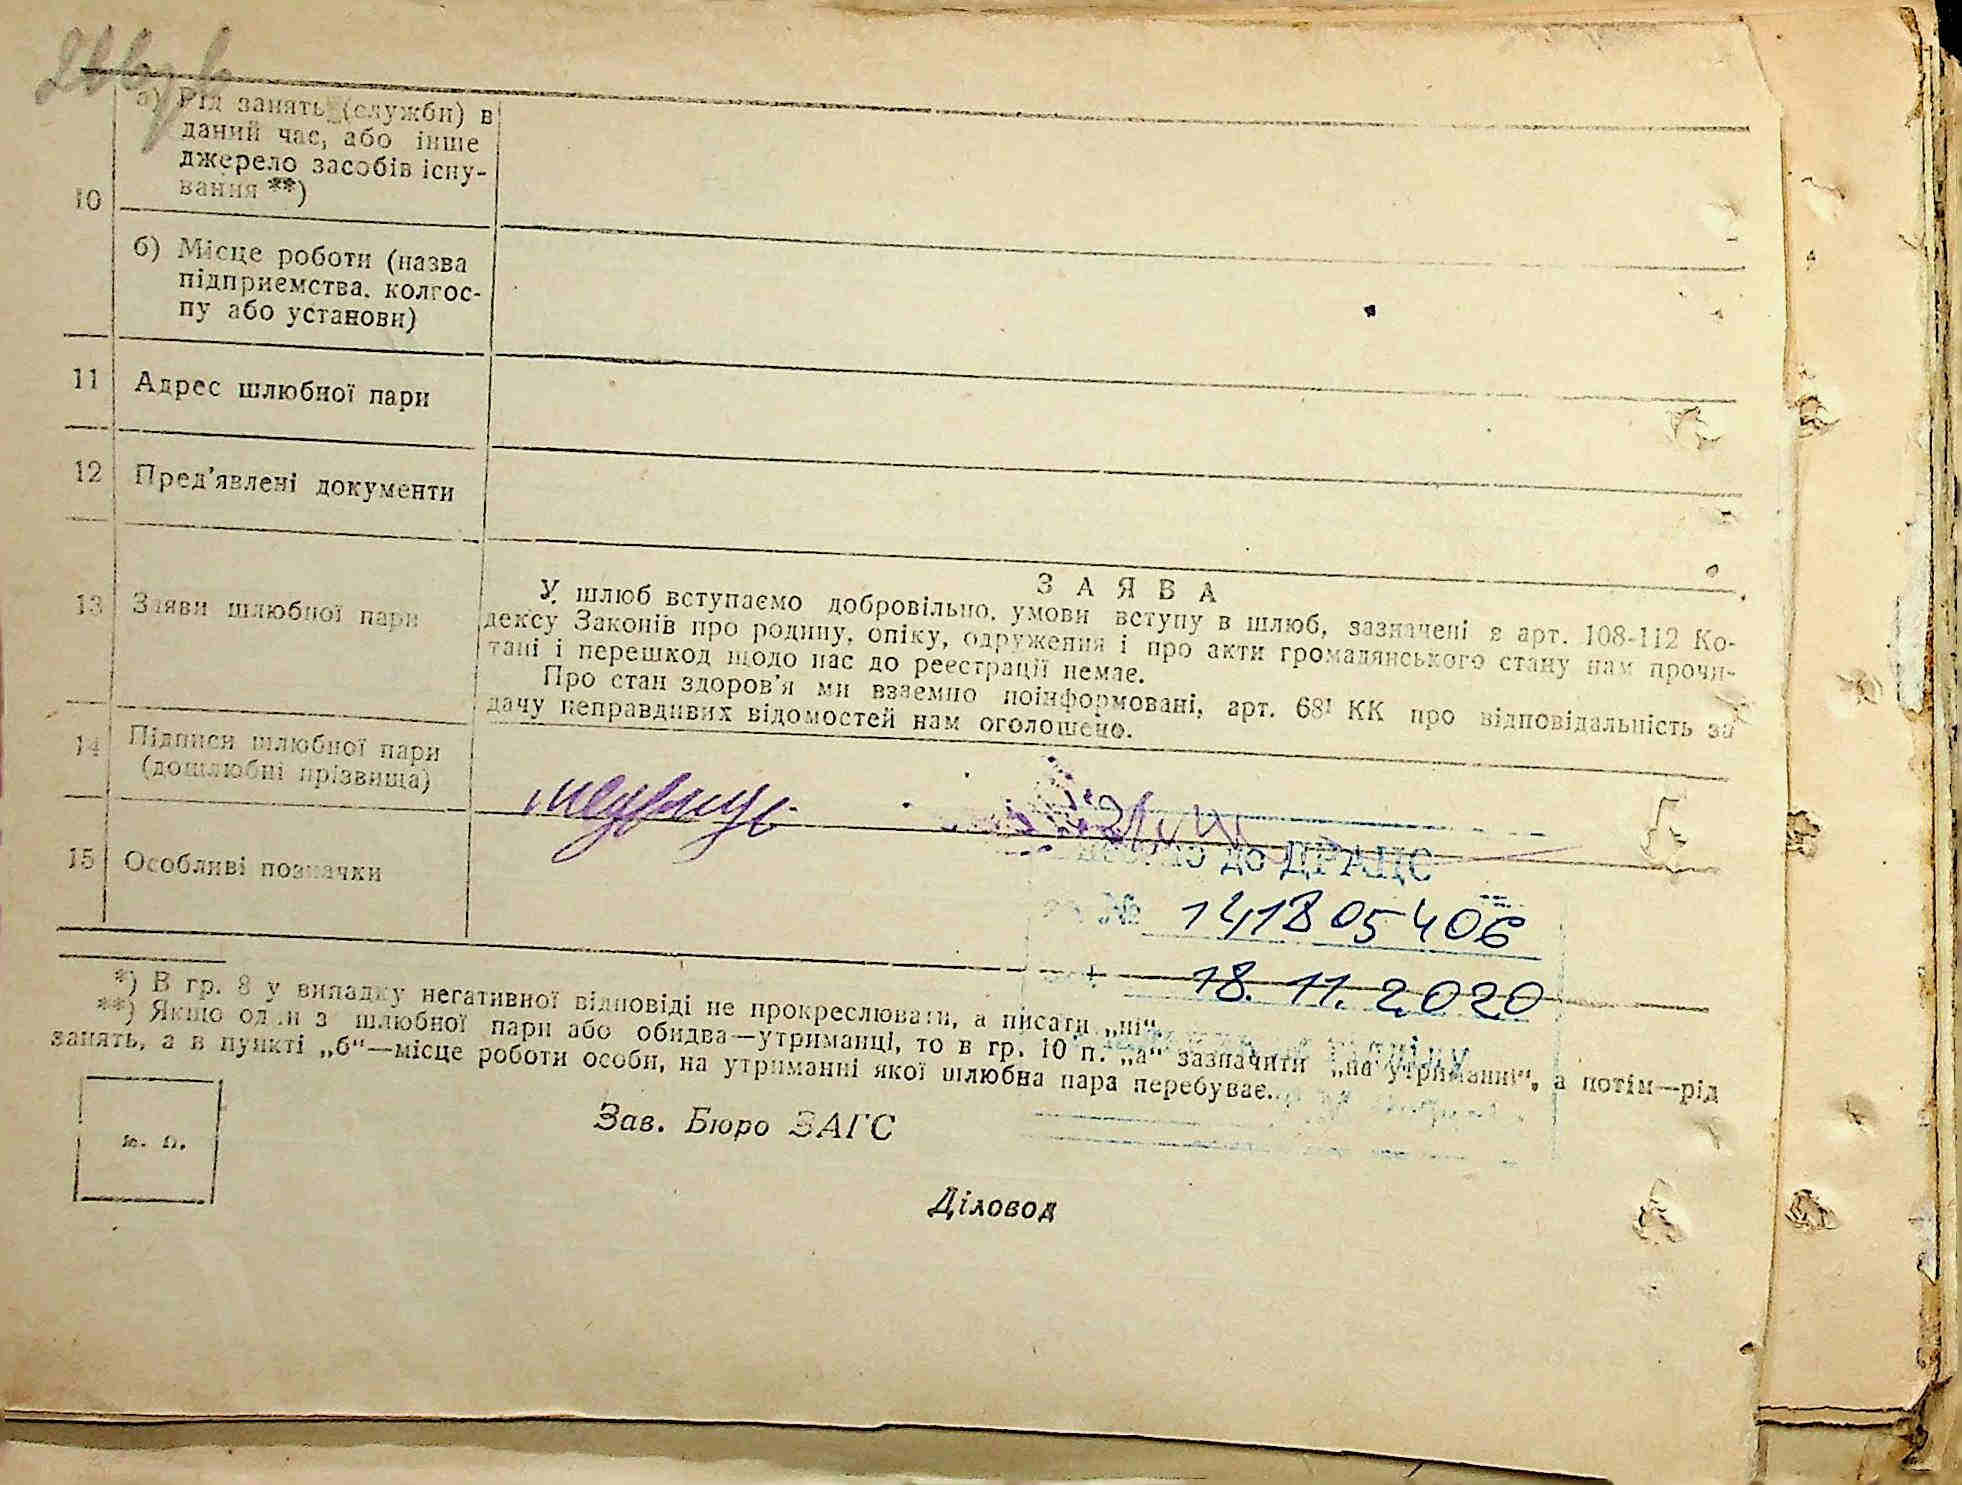 10
а) Рід занять (служби) в
даний час, або інше
джерело засобів існу-
вання **)
б) Місце роботи (назва
підприємства, колгос-
пу або установи)
11 Адрес шлюбної пари
12 Пред'явлені документи
13 Заяви шлюбної пари
ЗАЯВА
У шлюб вступаємо добровільно, умови вступу в шлюб, зазначені в арт. 108-112 Ко-
дексу Законів про родину, опіку, одруження і про акти громадянського стану нам прочи-
тані і перешкод щодо нас до реєстрації немає.
Про стан здоров'я ми взаємно поінформовані, арт. 68¹ КК про відповідальність за
дачу неправдивих відомостей нам оголошено.
14 Підписи шлюбної пари
(дошлюбні прізвища)
15 Особливі позначки
до ДРАЦС
№ 141805406
18.11.2020
*) В гр. 8 у випадку негативної відповіді не прокреслювати, а писати „ні“.
**) Якщо один з шлюбної пари або обидва—утриманці, то в гр. 10 п. „а“ зазначити „на утриманні“, а потім—рід
занять, а в пункті „б“—місце роботи особи, на утриманні якої шлюбна пара перебуває.
м. п.
Зав. Бюро ЗАГС
Діловод